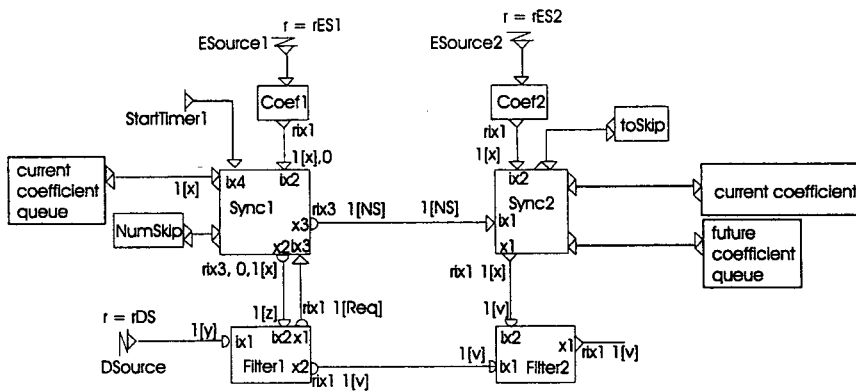 r = rES1
r = rES2
ESource1
ESource2
Coef1
Coef2
StartTimer1
rix1
rix1
toSkip
1[x],0
1[x]
current
coefficient
queue
1[x]
ix4
ix2
Sync1
x3
x2
ix3
rix3 1[NS]
1[NS]
ix2
Sync2
ix1
x1
current coefficient
NumSkip
future
coefficient
queue
rix3, 0,1[x]
rix1 1[x]
1[z]
rix1 1[Req]
1[v]
r = rDS
DSource
1[y]
ix1
ix2
x1
Filter1
x2
rix1 1[v]
1[v]
ix2
ix1
x1
Filter2
rix1 1[v]